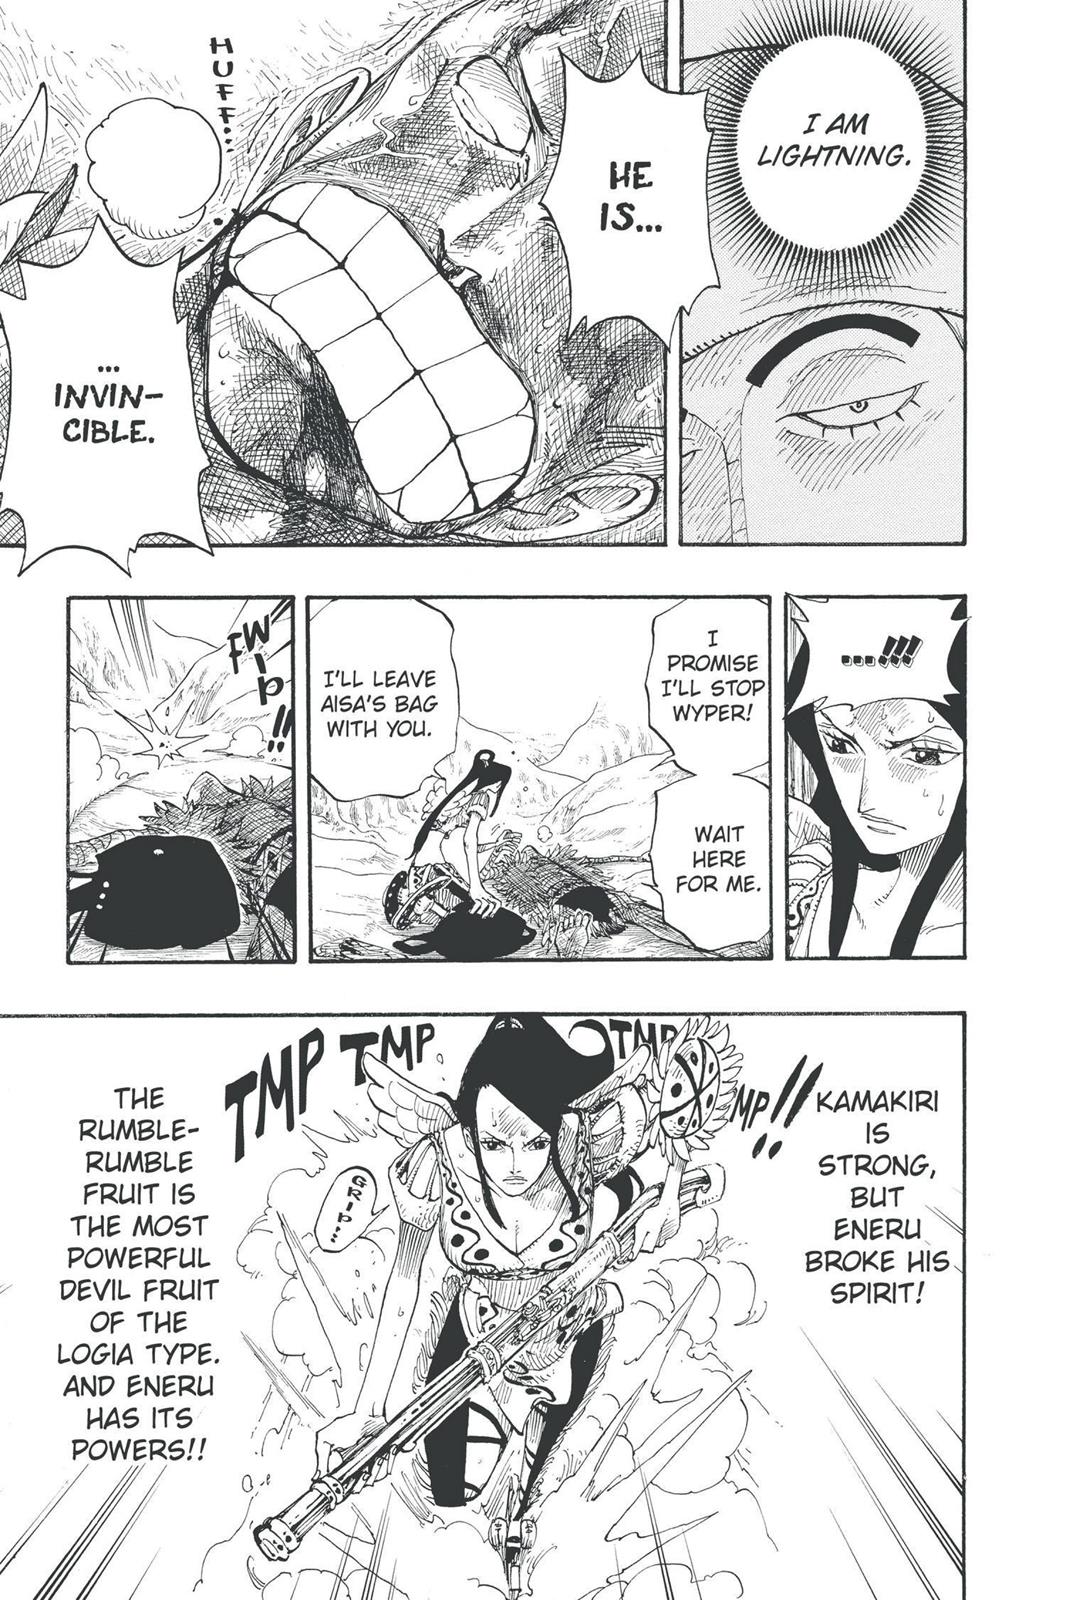 I AM
LIGHTNING.
HE
IS...
HUFF...
...
INVIN-
CIBLE.
...!!!
I
PROMISE
I'LL STOP
WYPER!
WAIT
HERE
FOR ME.
I'LL LEAVE
AISA'S BAG
WITH YOU.
FWIP!!
KAMAKIRI
IS
STRONG,
BUT
ENERU
BROKE HIS
SPIRIT!
TMP
TMP
TMP
TMP!!
GRIP...
THE
RUMBLE-
RUMBLE
FRUIT IS
THE MOST
POWERFUL
DEVIL FRUIT
OF THE
LOGIA TYPE.
AND ENERU
HAS ITS
POWERS!!